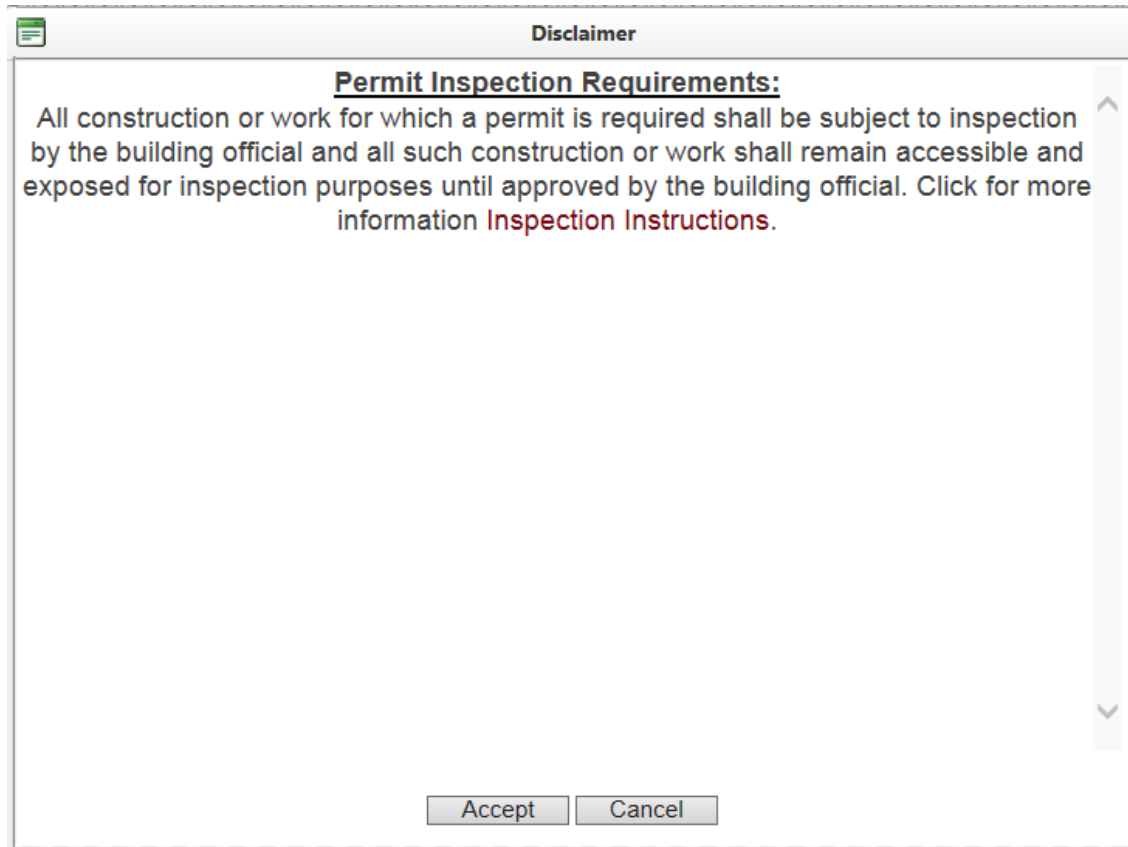 Disclaimer
Permit Inspection Requirements:
All construction or work for which a permit is required shall be subject to inspection
by the building official and all such construction or work shall remain accessible and
exposed for inspection purposes until approved by the building official. Click for more
information Inspection Instructions.
Accept Cancel